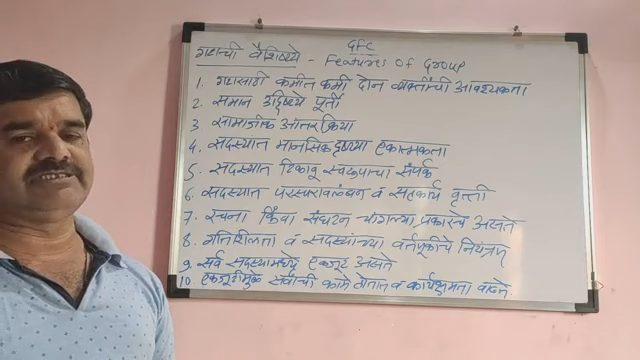 GFC
गटाची वैशिष्ट्ये - Features Of Group
1. गटासाठी कमीत कमी दोन व्यक्तींची आवश्यकता
2. समान उद्दिष्टे पूर्ती
3. सामाजीक आंतरक्रिया
4. सदस्यात मानसिकदृष्ट्या एकात्मकता
5. सदस्यात टिकावू स्वरूपाचा संपर्क
6. सदस्यात परस्परावलंबन व सहकार्य वृत्ती
7. रचना किंवा संघटन चांगल्या प्रकारचे असते
8. गतिशिलता व सदस्यांच्या वर्तणूकीचे नियंत्रण
9. सर्व सदस्यामध्ये एकजूट असते
10 एकजूटीमुळे सर्वांची कामे होतात व कार्यक्षमता वाढते.